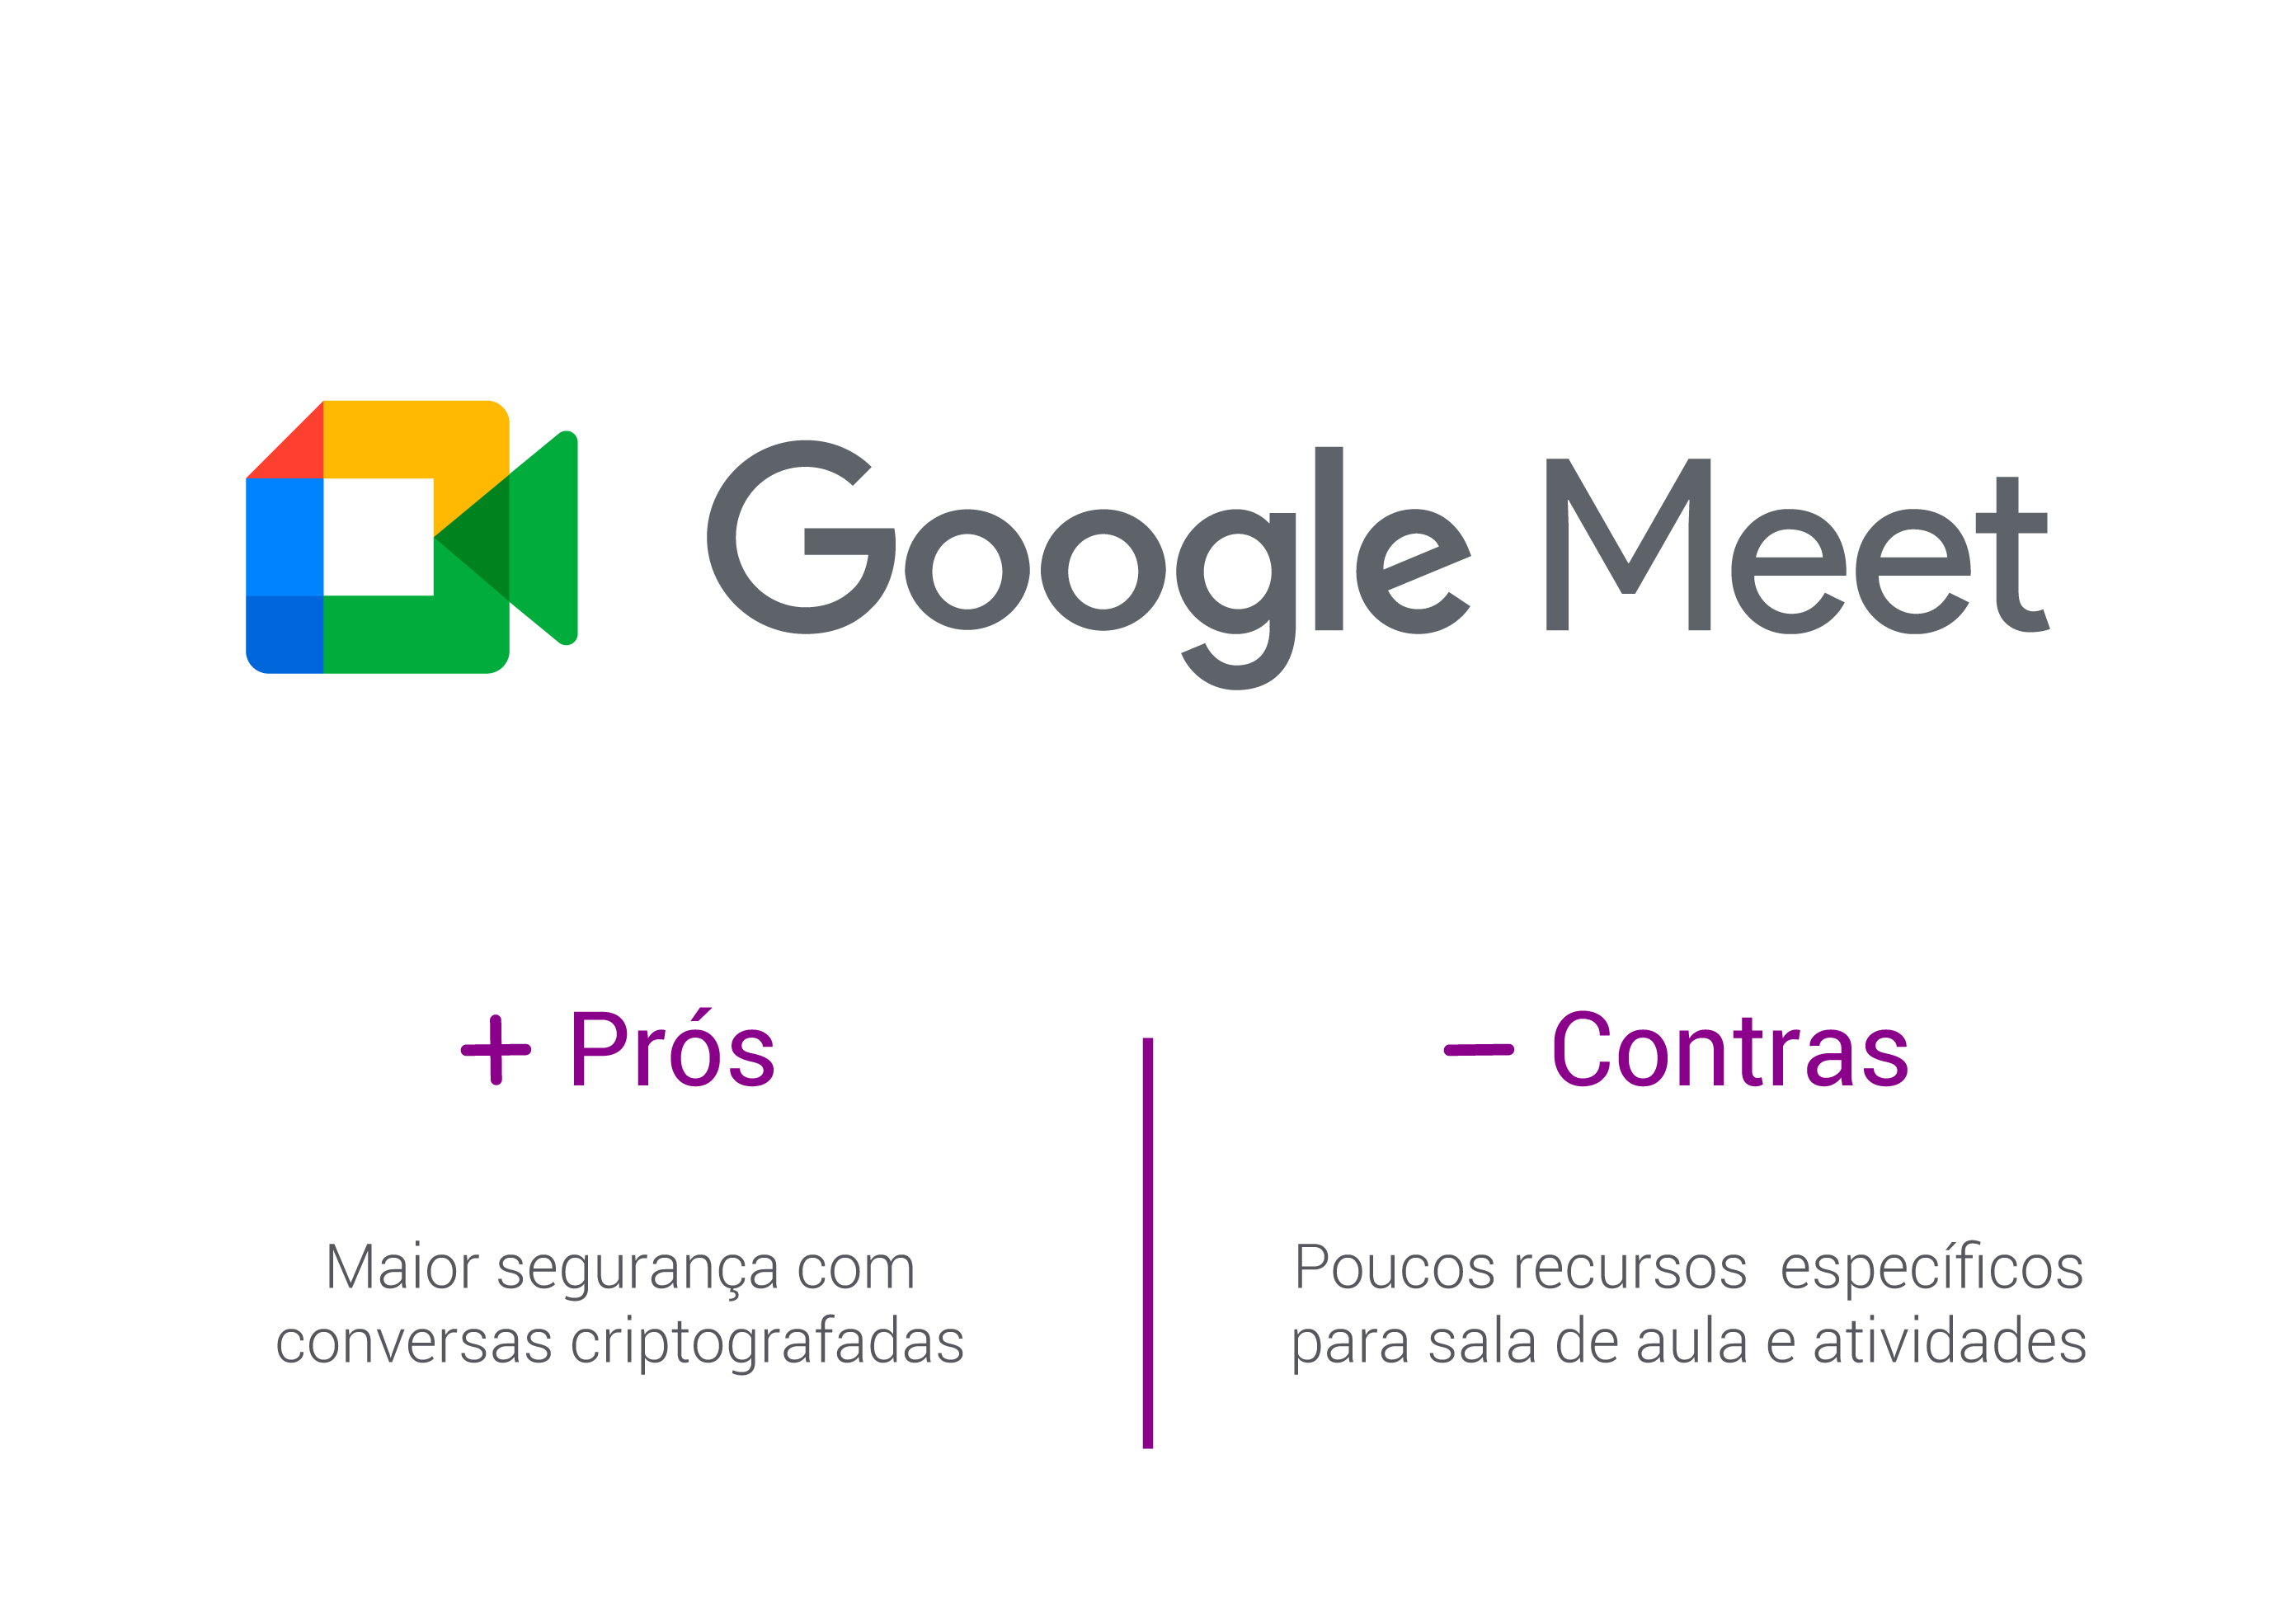 Google Meet
+ Prós
Maior segurança com
conversas criptografadas
− Contras
Poucos recursos específicos
para sala de aula e atividades